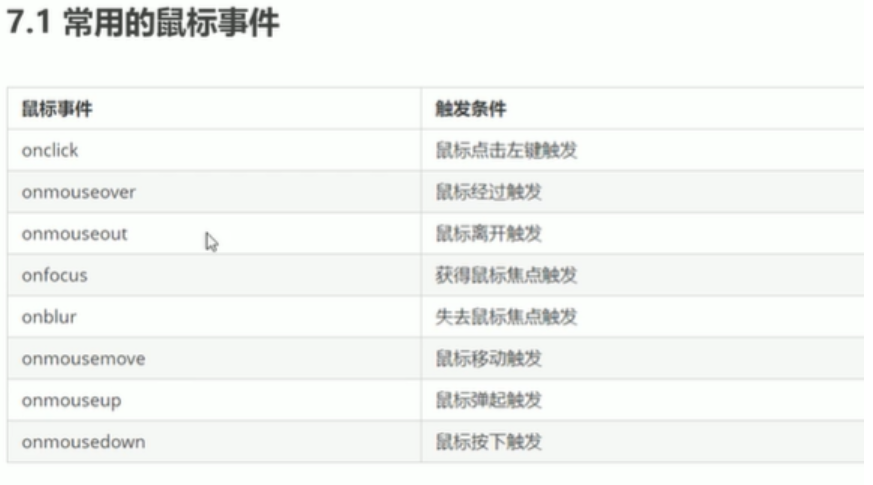 7.1 常用的鼠标事件
鼠标事件 触发条件
onclick 鼠标点击左键触发
onmouseover 鼠标经过触发
onmouseout 鼠标离开触发
onfocus 获得鼠标焦点触发
onblur 失去鼠标焦点触发
onmousemove 鼠标移动触发
onmouseup 鼠标弹起触发
onmousedown 鼠标按下触发